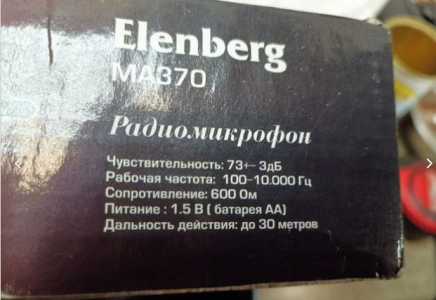 Elenberg
MA370
Радиомикрофон
Чувствительность: 73+- 3дБ
Рабочая частота: 100-10.000 Гц
Сопротивление: 600 Ом
Питание : 1.5 В ( батарея АА)
Дальность действия: до 30 метров